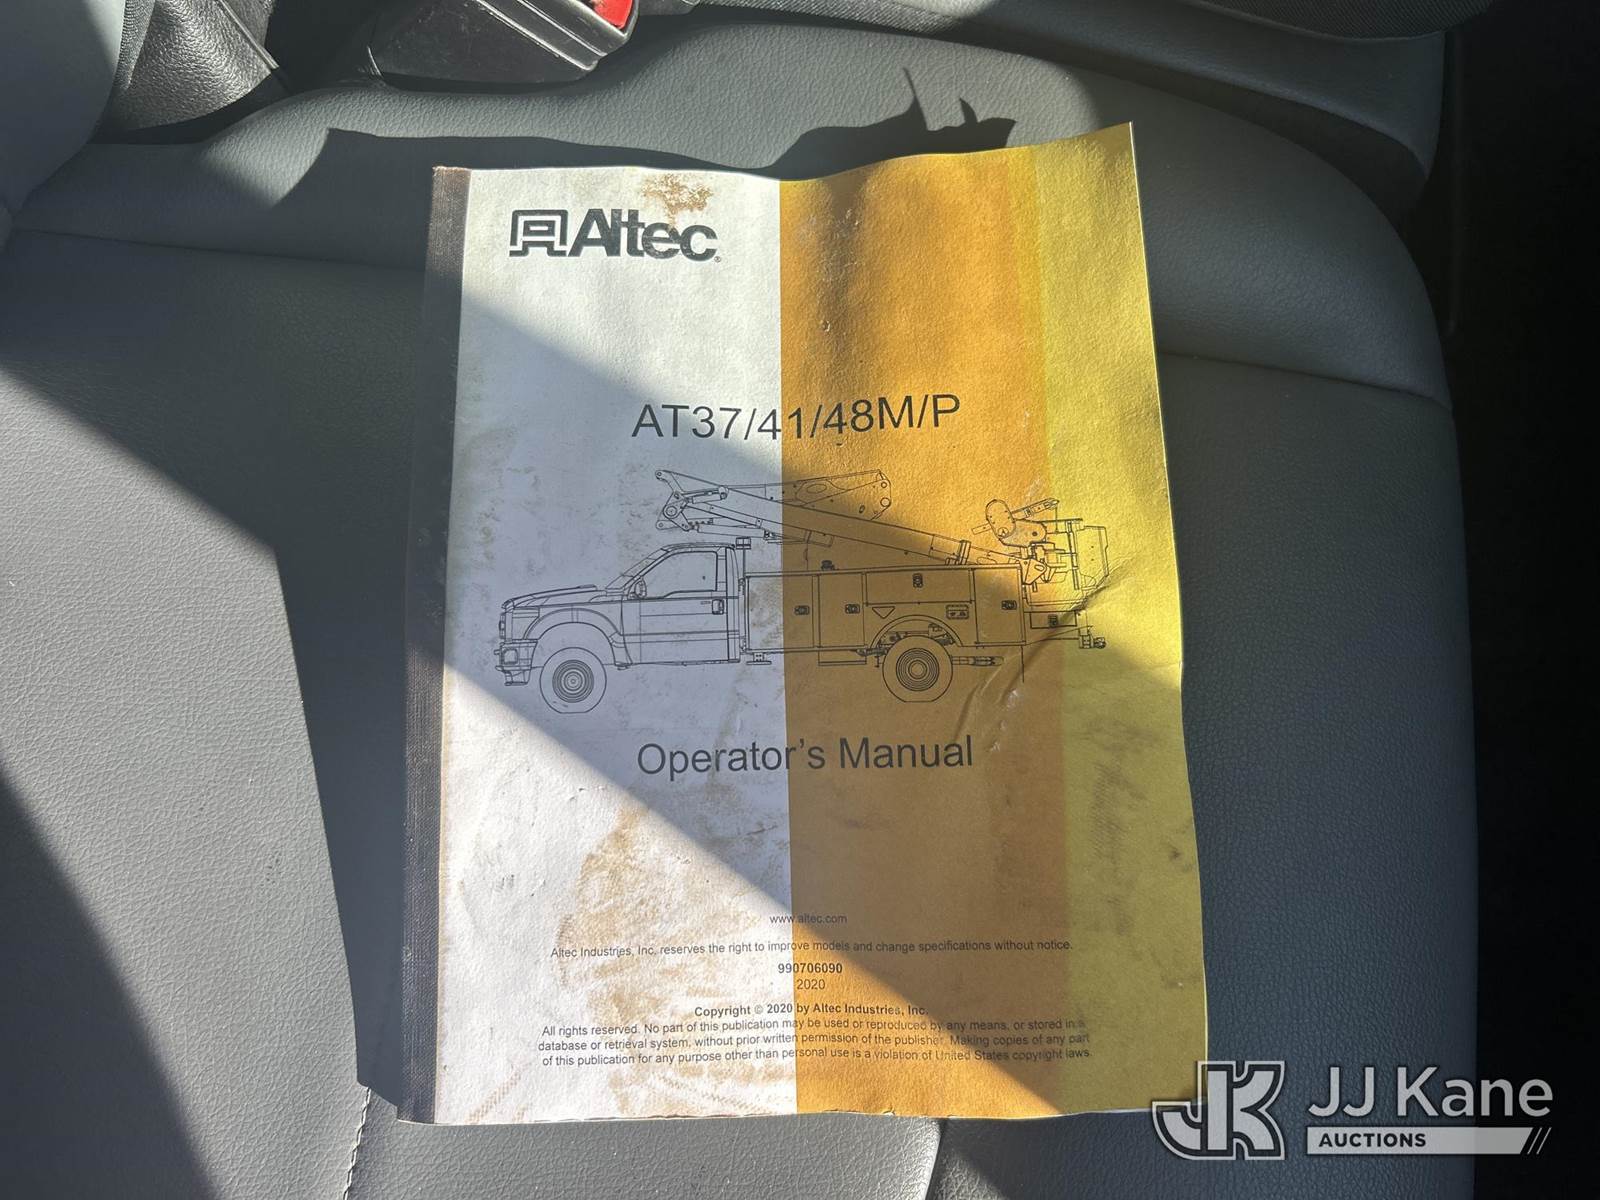 Altec
AT37/41/48M/P
Operator's Manual
www.altec.com
Altec Industries, Inc. reserves the right to improve models and change specifications without notice.
990706090
2020
Copyright © 2020 by Altec Industries, Inc.
All rights reserved. No part of this publication may be used or reproduced by any means, or stored in a
database or retrieval system, without prior written permission of the publisher. Making copies of any part
of this publication for any purpose other than personal use is a violation of United States copyright laws.
JK JJ Kane
AUCTIONS